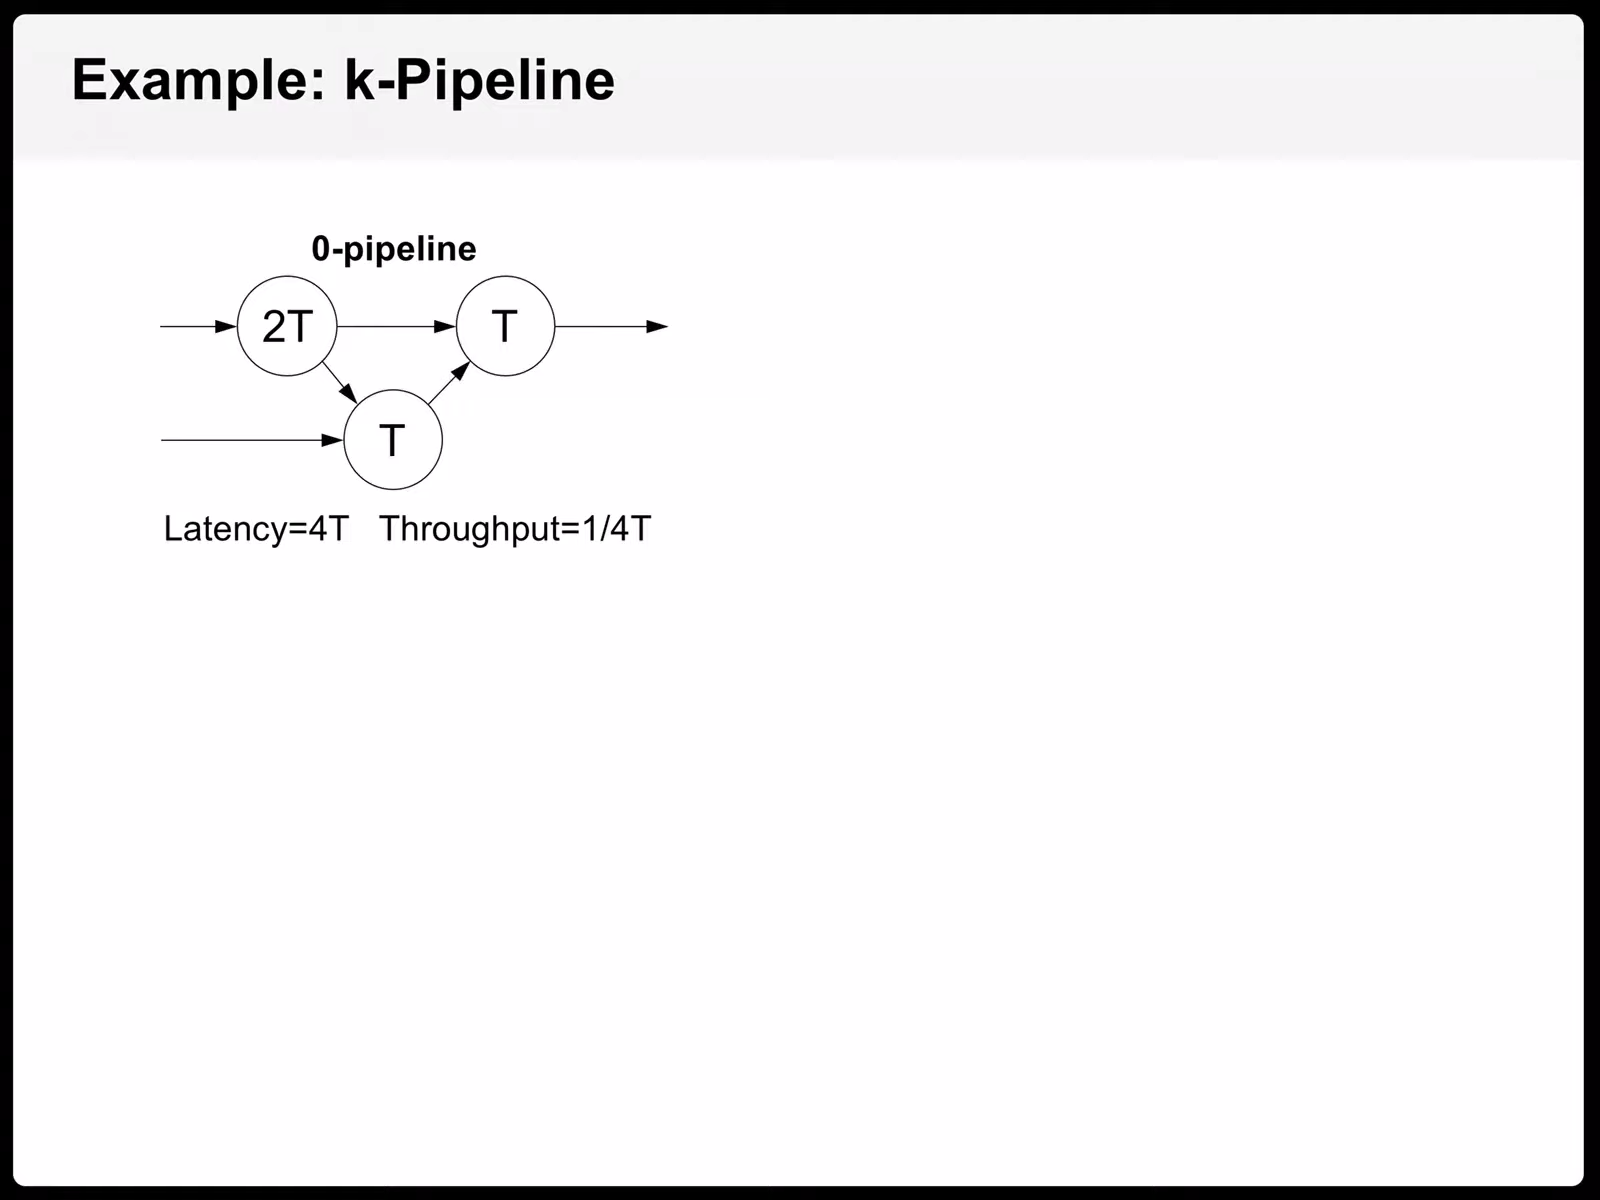 Example: k-Pipeline
0-pipeline
2T
T
T
Latency=4T Throughput=1/4T